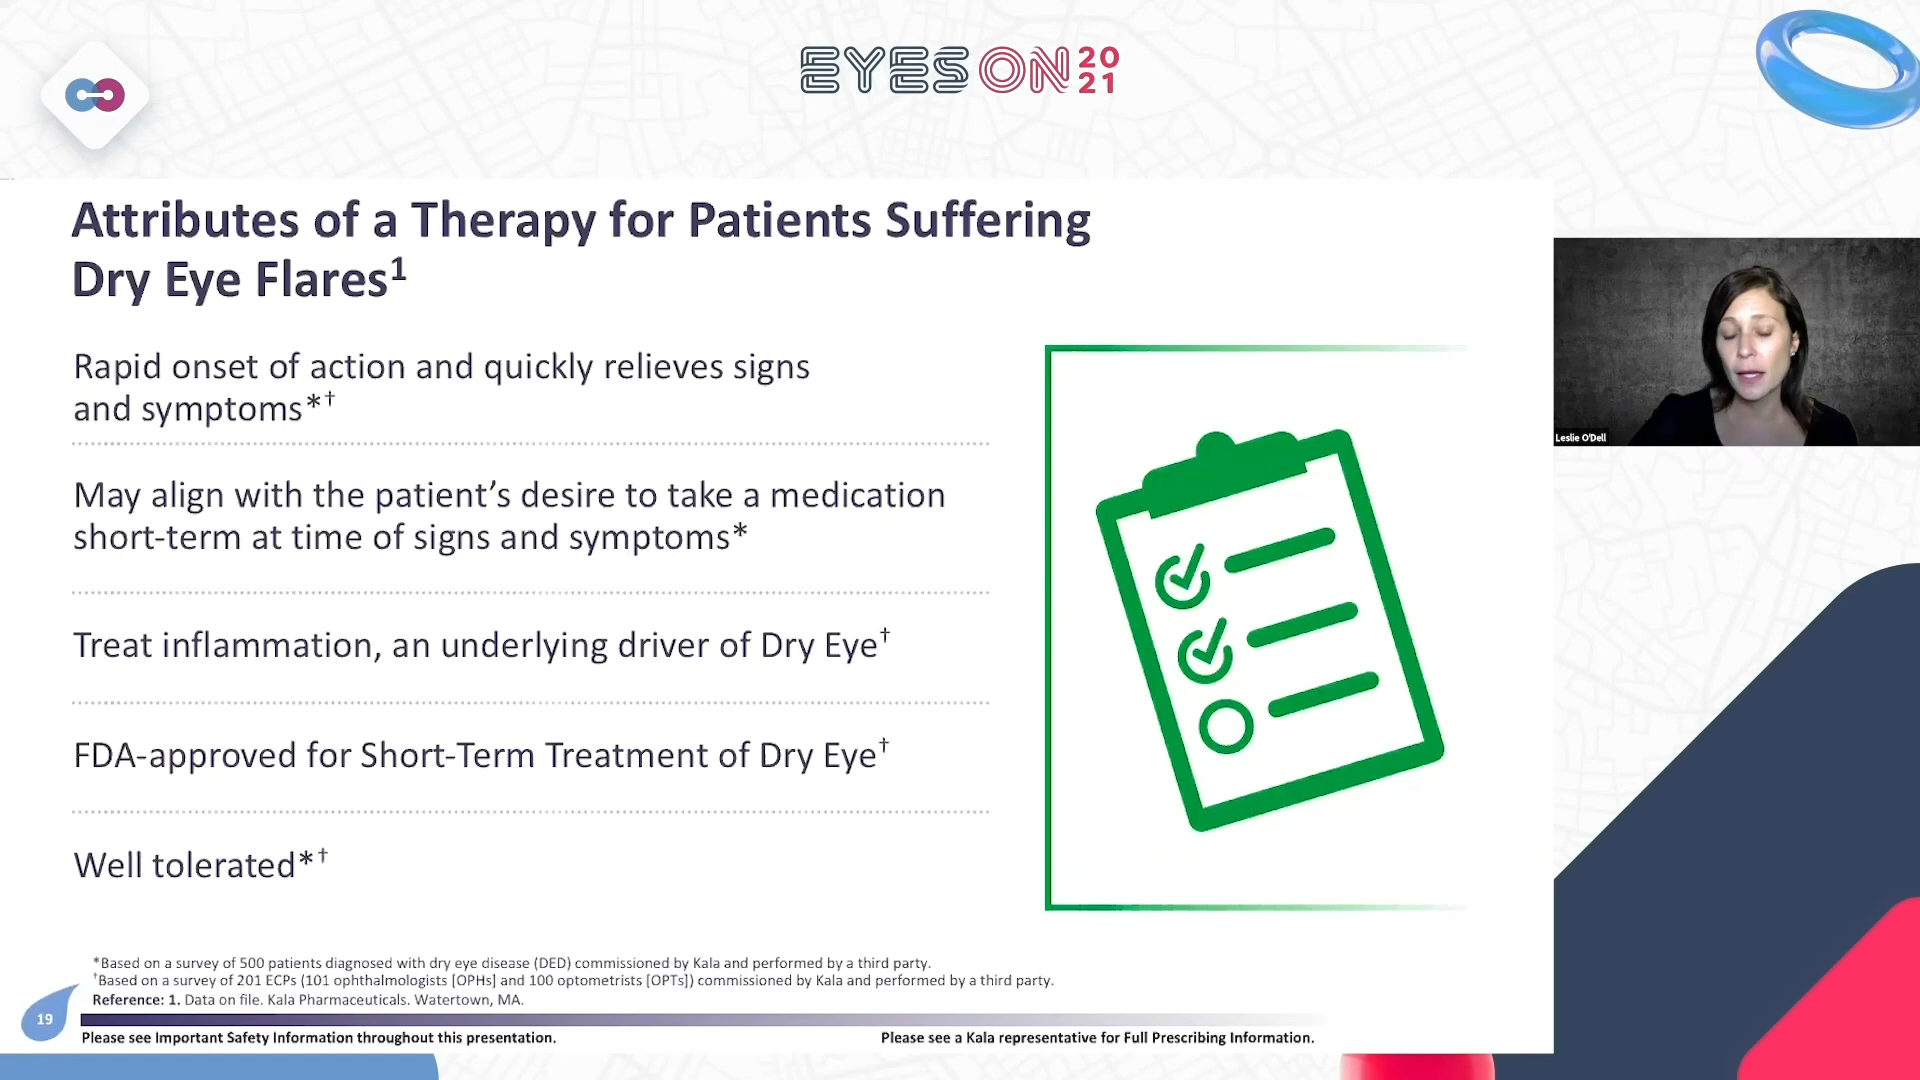 EYES ON 20
21
Attributes of a Therapy for Patients Suffering
Dry Eye Flares¹
Rapid onset of action and quickly relieves signs
and symptoms*†
May align with the patient’s desire to take a medication
short-term at time of signs and symptoms*
Treat inflammation, an underlying driver of Dry Eye†
FDA-approved for Short-Term Treatment of Dry Eye†
Well tolerated*†
Leslie O'Dell
*Based on a survey of 500 patients diagnosed with dry eye disease (DED) commissioned by Kala and performed by a third party.
†Based on a survey of 201 ECPs (101 ophthalmologists [OPHs] and 100 optometrists [OPTs]) commissioned by Kala and performed by a third party.
Reference: 1. Data on file. Kala Pharmaceuticals. Watertown, MA.
19
Please see Important Safety Information throughout this presentation.
Please see a Kala representative for Full Prescribing Information.